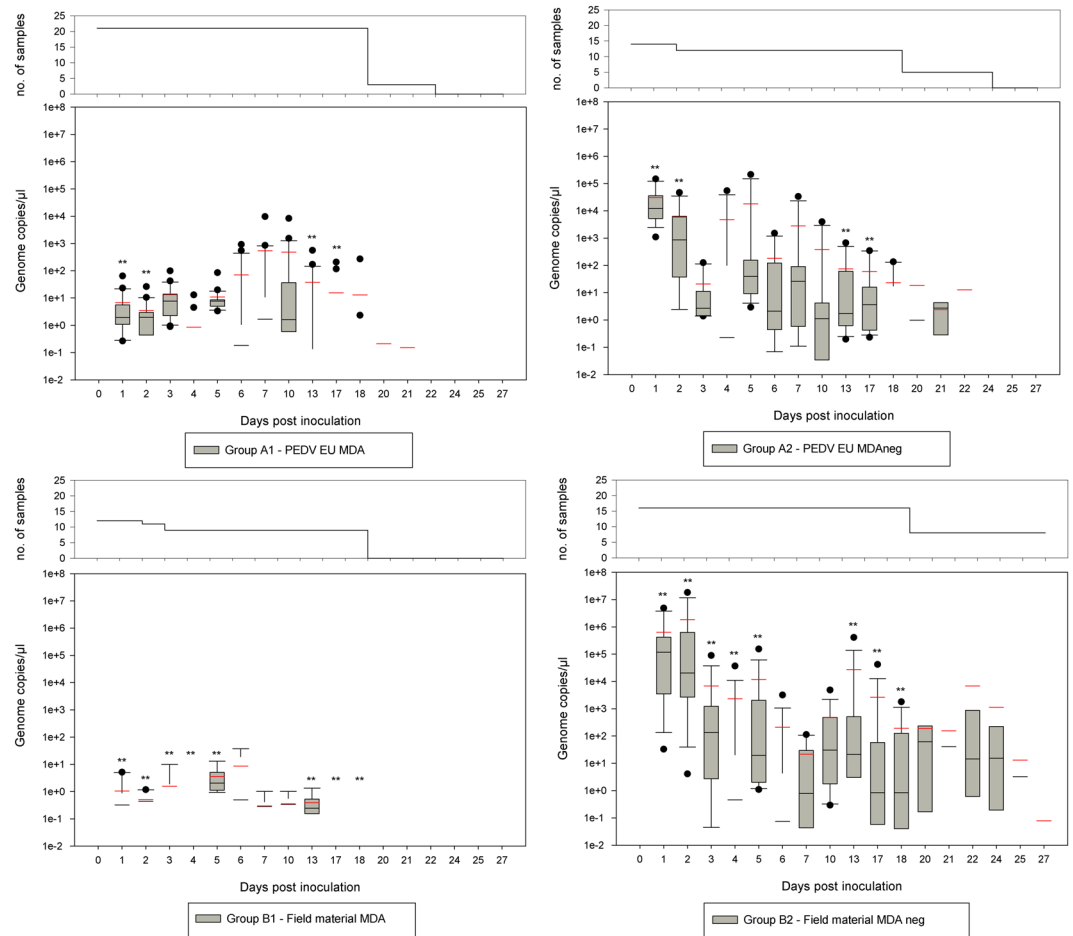 no. of samples
25
20
15
10
5
0
Genome copies/µl
1e+8
1e+7
1e+6
1e+5
1e+4
1e+3
1e+2
1e+1
1e+0
1e-1
1e-2
** ** ** **
0 1 2 3 4 5 6 7 10 13 17 18 20 21 22 24 25 27
Days post inoculation
Group A1 - PEDV EU MDA
no. of samples
25
20
15
10
5
0
Genome copies/µl
1e+8
1e+7
1e+6
1e+5
1e+4
1e+3
1e+2
1e+1
1e+0
1e-1
1e-2
** ** ** **
0 1 2 3 4 5 6 7 10 13 17 18 20 21 22 24 25 27
Days post inoculation
Group A2 - PEDV EU MDAneg
no. of samples
25
20
15
10
5
0
Genome copies/µl
1e+8
1e+7
1e+6
1e+5
1e+4
1e+3
1e+2
1e+1
1e+0
1e-1
1e-2
** ** ** ** ** ** ** **
0 1 2 3 4 5 6 7 10 13 17 18 20 21 22 24 25 27
Days post inoculation
Group B1 - Field material MDA
no. of samples
25
20
15
10
5
0
Genome copies/µl
1e+8
1e+7
1e+6
1e+5
1e+4
1e+3
1e+2
1e+1
1e+0
1e-1
1e-2
** ** ** ** ** ** ** **
0 1 2 3 4 5 6 7 10 13 17 18 20 21 22 24 25 27
Days post inoculation
Group B2 - Field material MDA neg